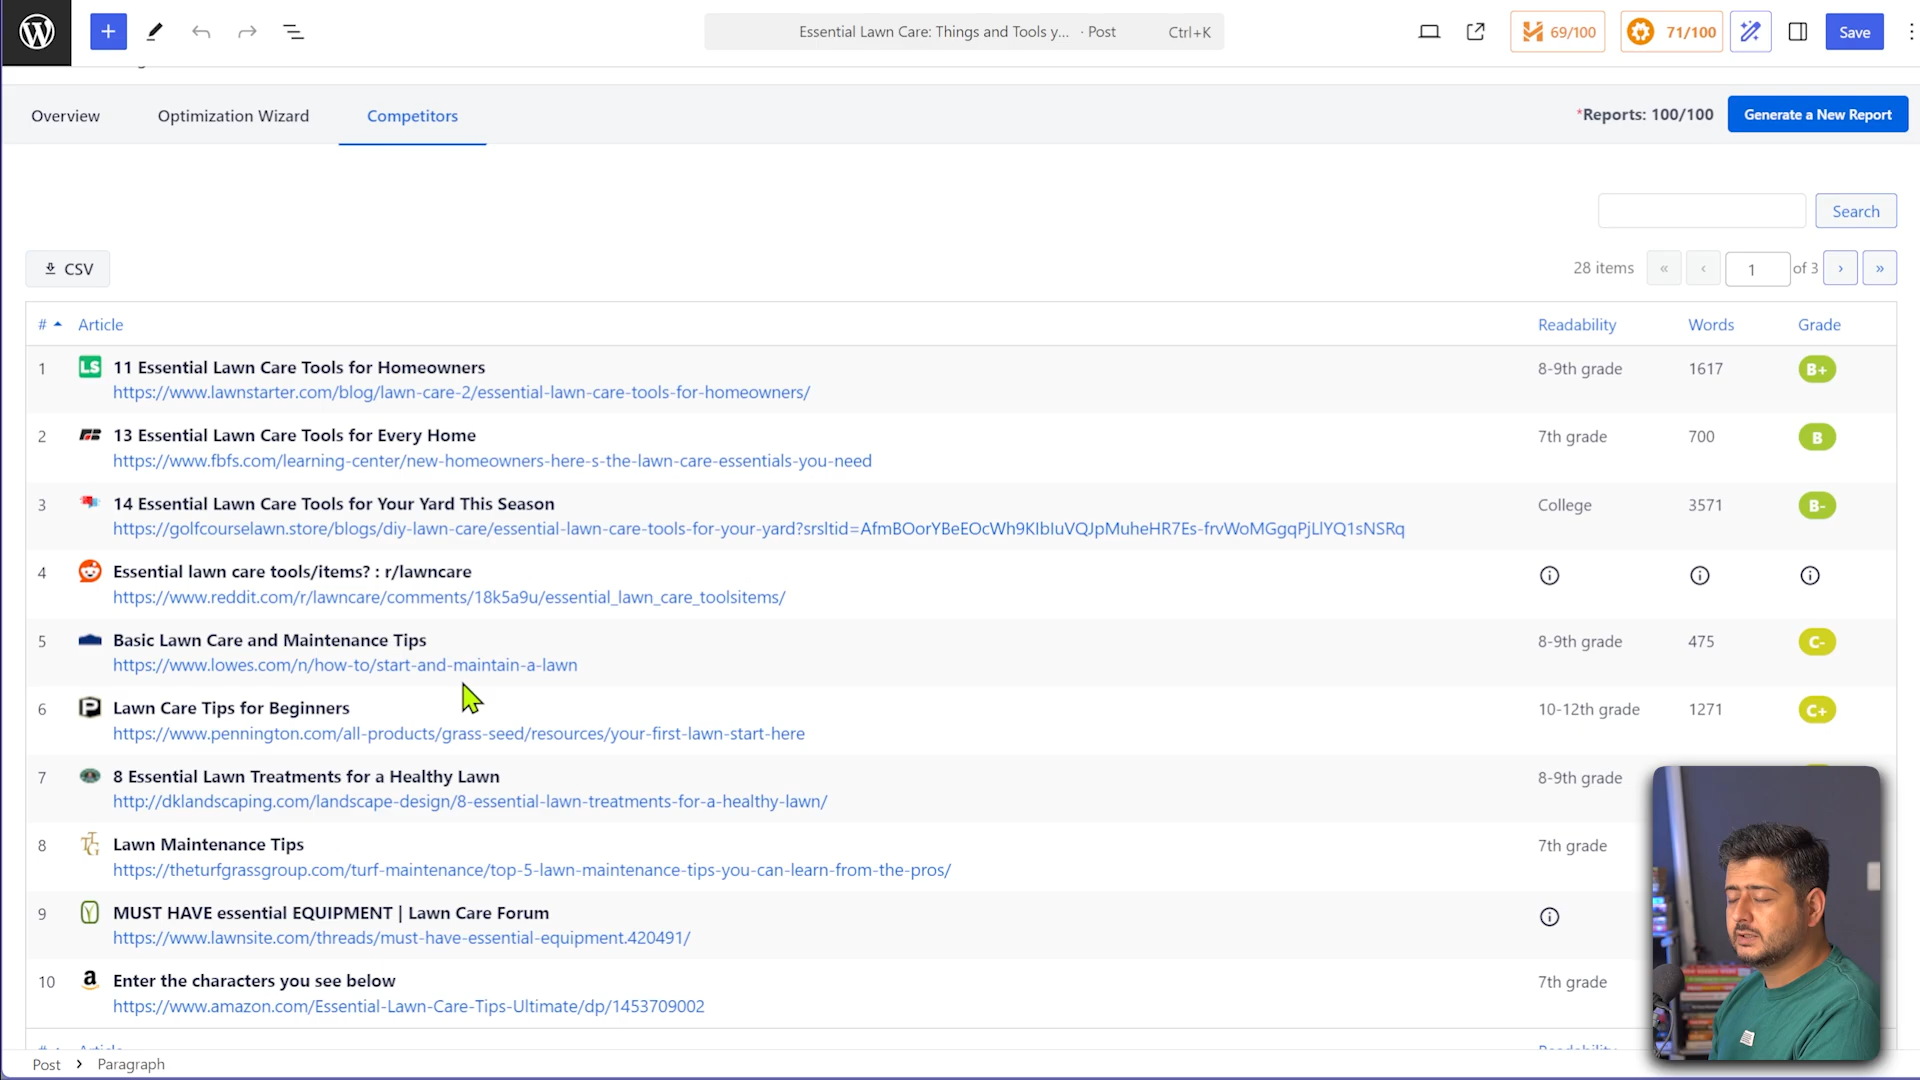 Essential Lawn Care: Things and Tools y... · Post Ctrl+K
69/100
71/100
Save
Overview
Optimization Wizard
Competitors
*Reports: 100/100
Generate a New Report
Search
CSV
28 items « ‹ 1 of 3 › »
# Article Readability Words Grade
1 LS 11 Essential Lawn Care Tools for Homeowners 8-9th grade 1617 B+
https://www.lawnstarter.com/blog/lawn-care-2/essential-lawn-care-tools-for-homeowners/
2 13 Essential Lawn Care Tools for Every Home 7th grade 700 B
https://www.fbfs.com/learning-center/new-homeowners-here-s-the-lawn-care-essentials-you-need
3 14 Essential Lawn Care Tools for Your Yard This Season College 3571 B-
https://golfcourselawn.store/blogs/diy-lawn-care/essential-lawn-care-tools-for-your-yard?srsltid=AfmBOorYBeEOcWh9KIbIuVQJpMuheHR7Es-frvWoMGgqPjLlYQ1sNSRq
4 Essential lawn care tools/items? : r/lawncare
https://www.reddit.com/r/lawncare/comments/18k5a9u/essential_lawn_care_toolsitems/
5 Basic Lawn Care and Maintenance Tips 8-9th grade 475 C-
https://www.lowes.com/n/how-to/start-and-maintain-a-lawn
6 Lawn Care Tips for Beginners 10-12th grade 1271 C+
https://www.pennington.com/all-products/grass-seed/resources/your-first-lawn-start-here
7 8 Essential Lawn Treatments for a Healthy Lawn 8-9th grade
http://dklandscaping.com/landscape-design/8-essential-lawn-treatments-for-a-healthy-lawn/
8 Lawn Maintenance Tips 7th grade
https://theturfgrassgroup.com/turf-maintenance/top-5-lawn-maintenance-tips-you-can-learn-from-the-pros/
9 MUST HAVE essential EQUIPMENT | Lawn Care Forum
https://www.lawnsite.com/threads/must-have-essential-equipment.420491/
10 Enter the characters you see below 7th grade
https://www.amazon.com/Essential-Lawn-Care-Tips-Ultimate/dp/1453709002
Post › Paragraph